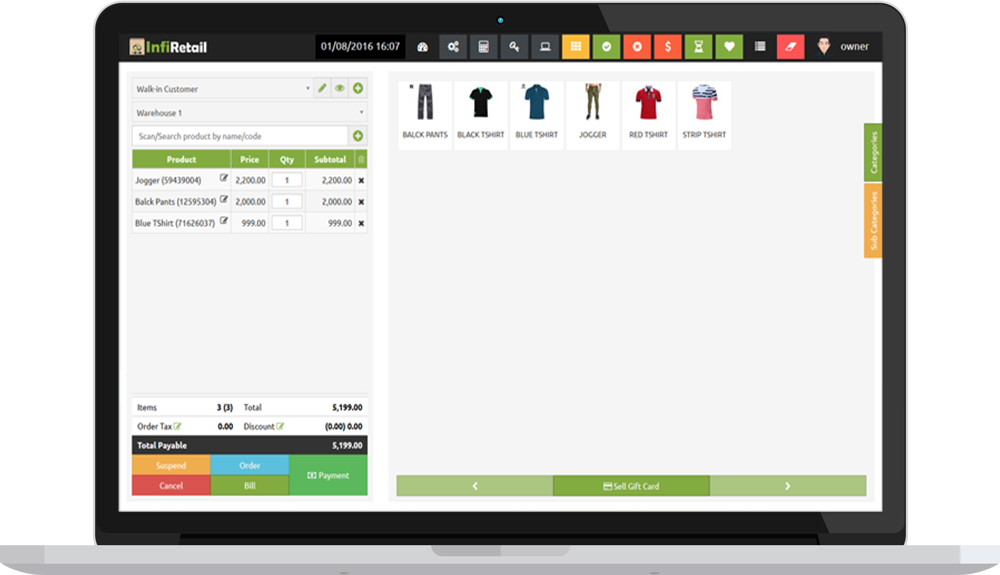 InfiRetail 01/08/2016 16:07 owner
Walk-in Customer
Warehouse 1
Scan/Search product by name/code
Product Price Qty Subtotal
Jogger (59439004) 2,200.00 1 2,200.00
Balck Pants (12595304) 2,000.00 1 2,000.00
Blue TShirt (71626037) 999.00 1 999.00
Items 3 (3) Total 5,199.00
Order Tax 0.00 Discount (0.00) 0.00
Total Payable 5,199.00
Suspend Order
Payment
Cancel Bill
BALCK PANTS BLACK TSHIRT BLUE TSHIRT JOGGER RED TSHIRT STRIP TSHIRT
Sell Gift Card
Categories
Sub Categories